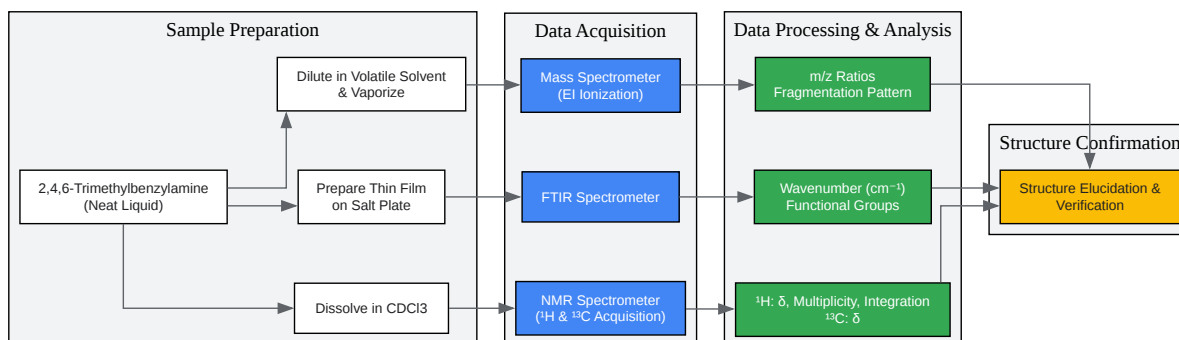 Sample Preparation
Data Acquisition
Data Processing & Analysis
Dilute in Volatile Solvent
& Vaporize
Mass Spectrometer
(EI Ionization)
m/z Ratios
Fragmentation Pattern
Structure Confirmation
2,4,6-Trimethylbenzylamine
(Neat Liquid)
Prepare Thin Film
on Salt Plate
FTIR Spectrometer
Wavenumber (cm⁻¹)
Functional Groups
Structure Elucidation &
Verification
Dissolve in CDCl3
NMR Spectrometer
(¹H & ¹³C Acquisition)
¹H: δ, Multiplicity, Integration
¹³C: δ